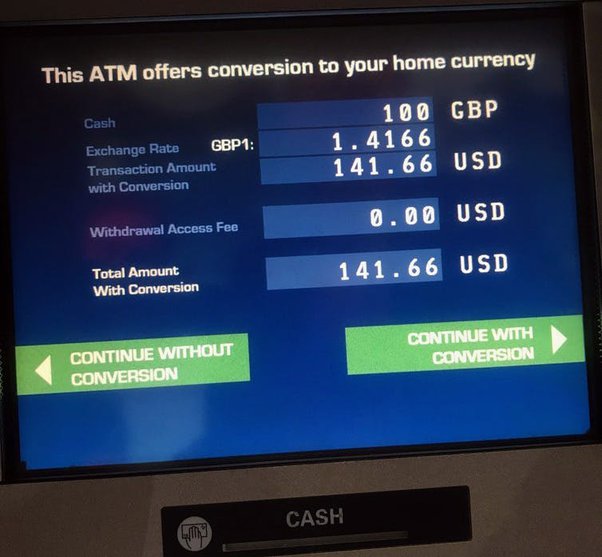 This ATM offers conversion to your home currency
Cash 100 GBP
Exchange Rate GBP1: 1.4166
Transaction Amount
with Conversion 141.66 USD
Withdrawal Access Fee 0.00 USD
Total Amount
With Conversion 141.66 USD
CONTINUE WITHOUT
CONVERSION
CONTINUE WITH
CONVERSION
CASH